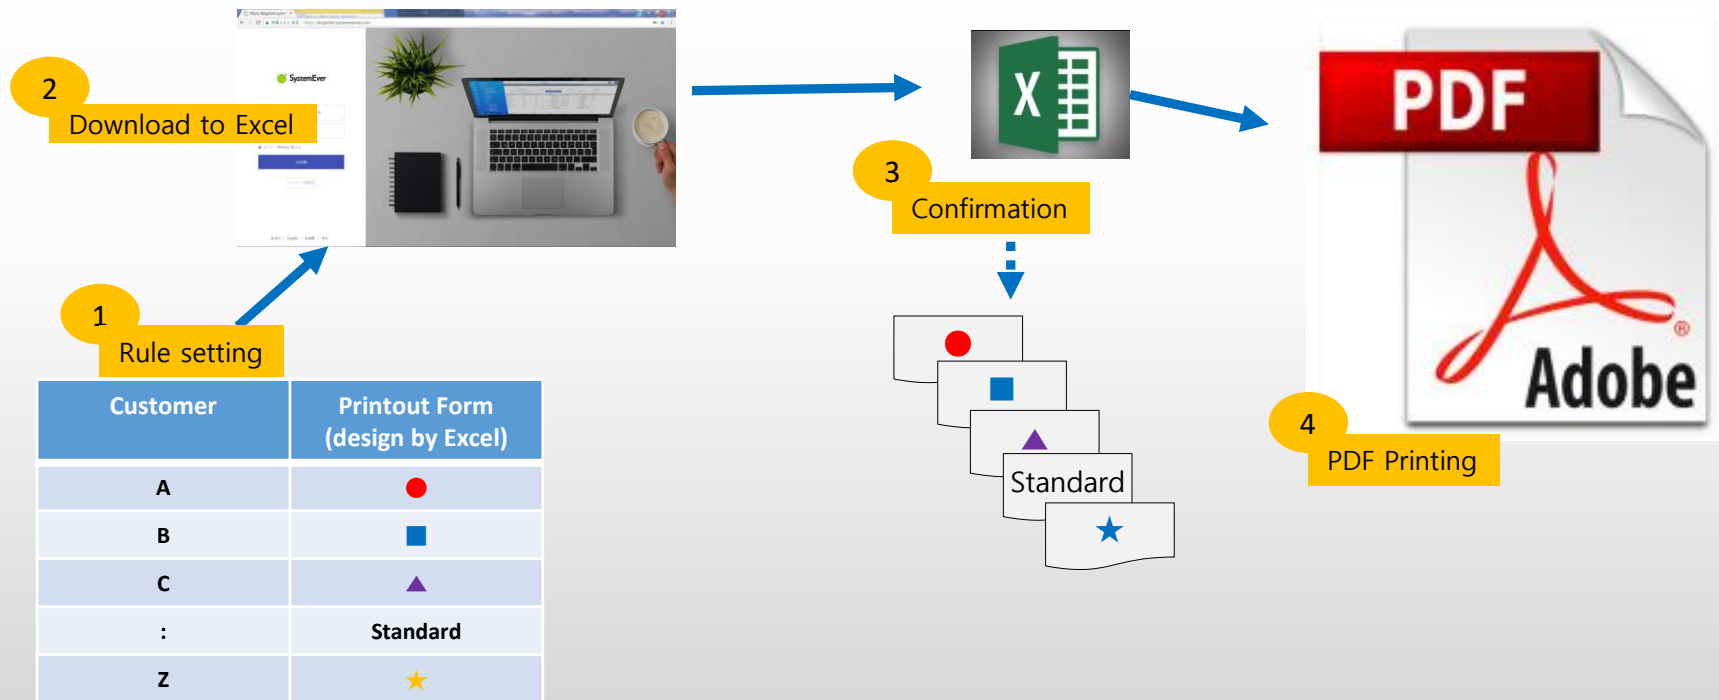 SystemEver
LOGIN
2
Download to Excel
X
3
Confirmation
PDF
Adobe
®
4
PDF Printing
1
Rule setting
Customer
Printout Form
(design by Excel)
A
B
C
:
Standard
Z
Standard